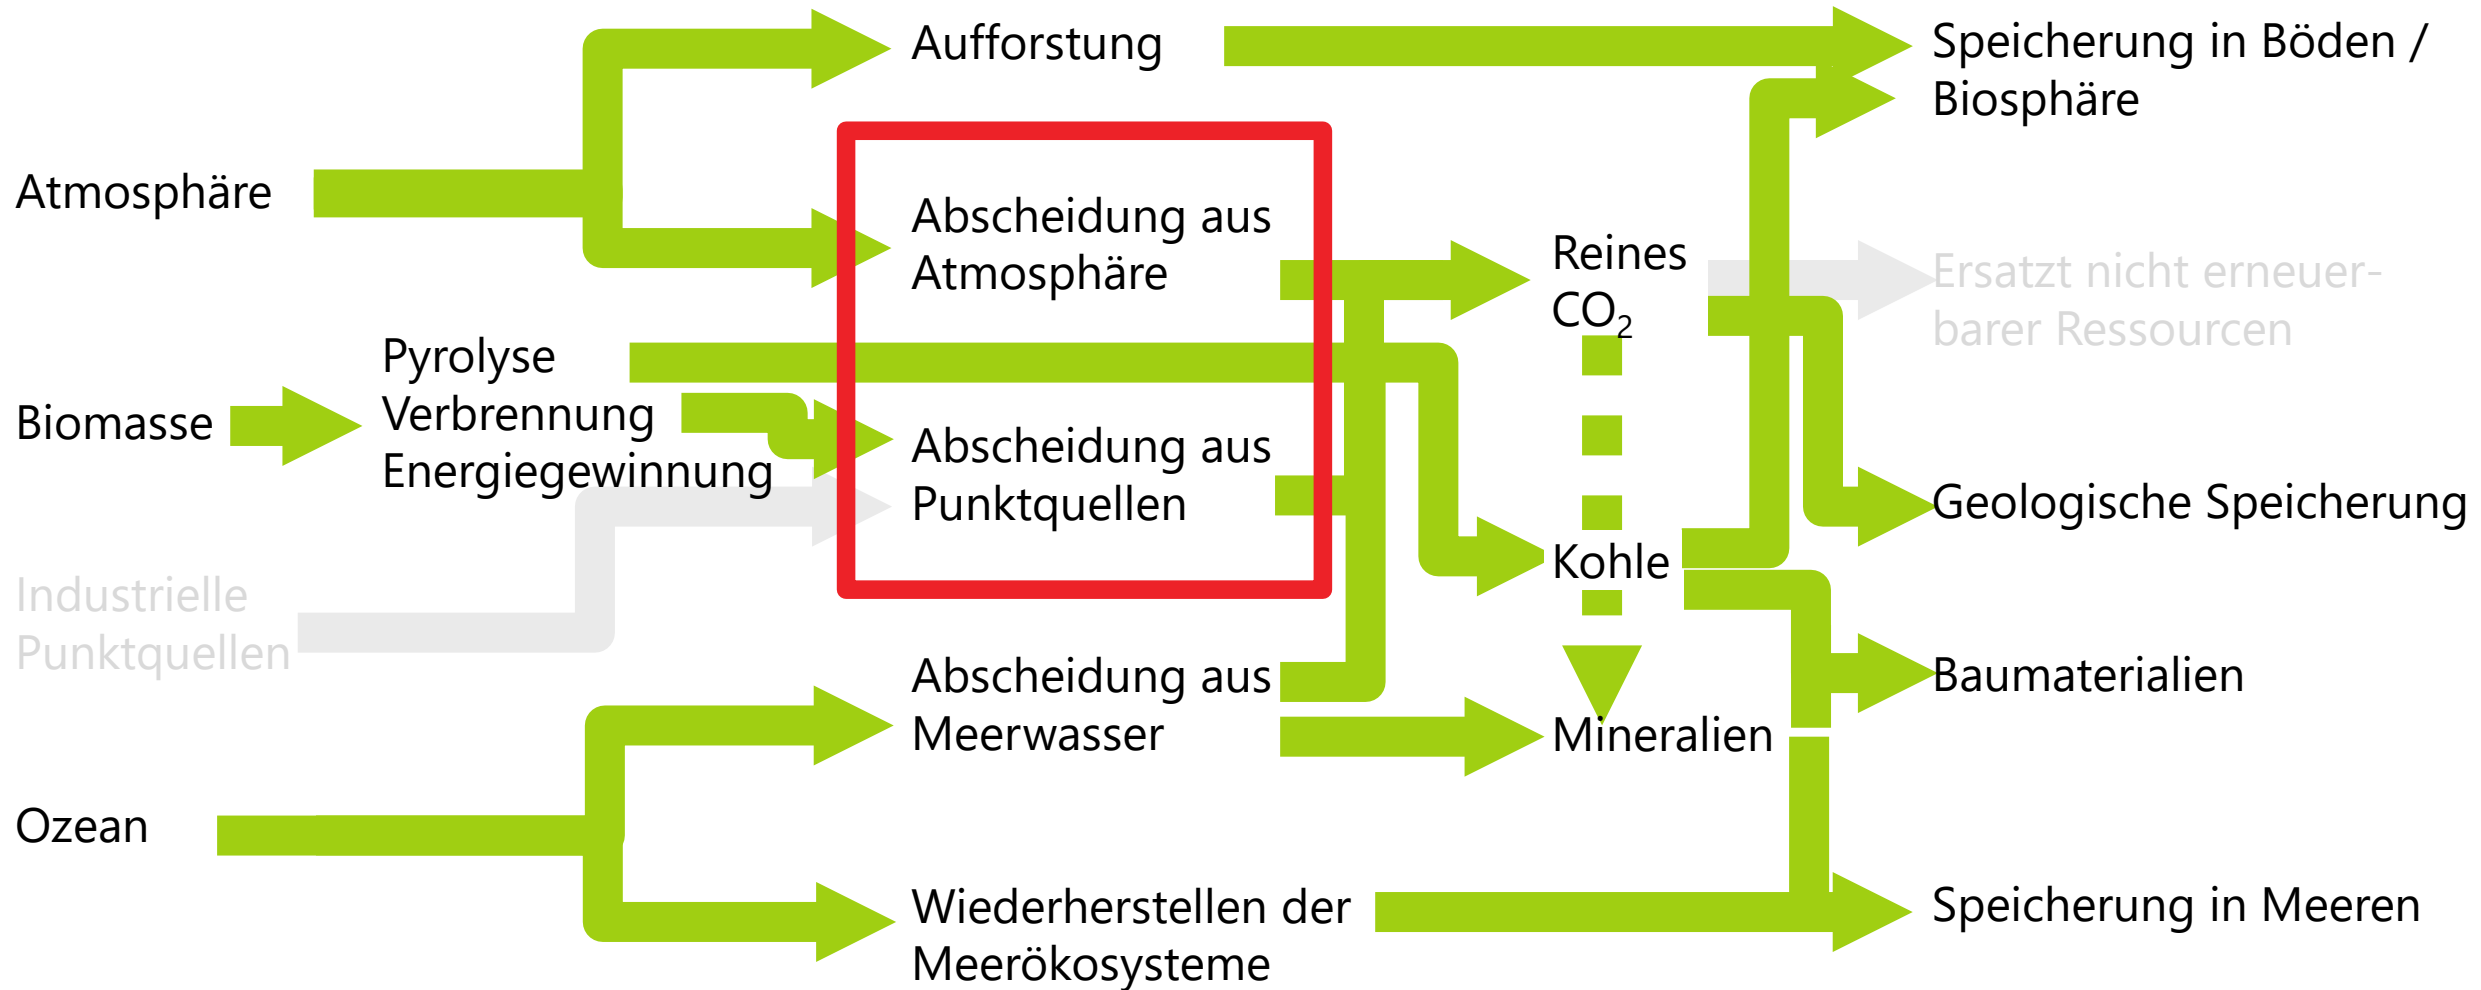 Atmosphäre
Biomasse
Industrielle
Punktquellen
Ozean
Pyrolyse
Verbrennung
Energiegewinnung
Aufforstung
Abscheidung aus
Atmosphäre
Abscheidung aus
Punktquellen
Abscheidung aus
Meerwasser
Wiederherstellen der
Meerökosysteme
Reines
CO₂
Kohle
Mineralien
Speicherung in Böden /
Biosphäre
Ersatzt nicht erneuer-
barer Ressourcen
Geologische Speicherung
Baumaterialien
Speicherung in Meeren